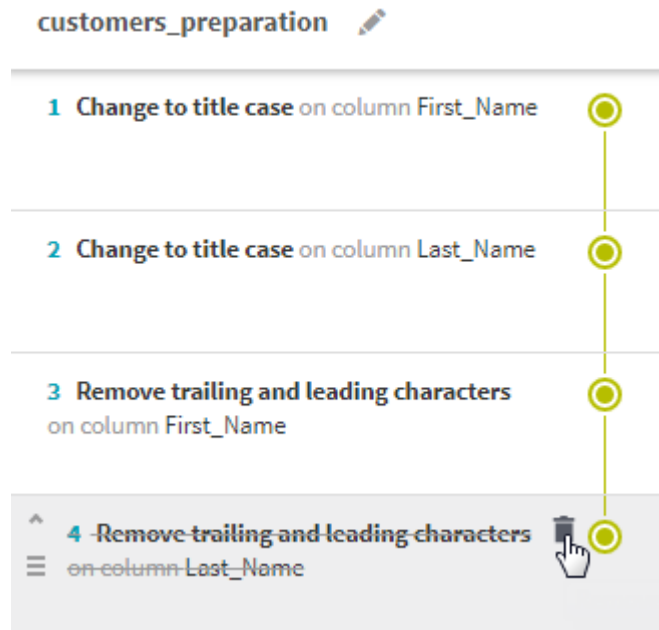 customers_preparation
1 Change to title case on column First_Name
2 Change to title case on column Last_Name
3 Remove trailing and leading characters
on column First_Name
4 Remove trailing and leading characters
on column Last_Name